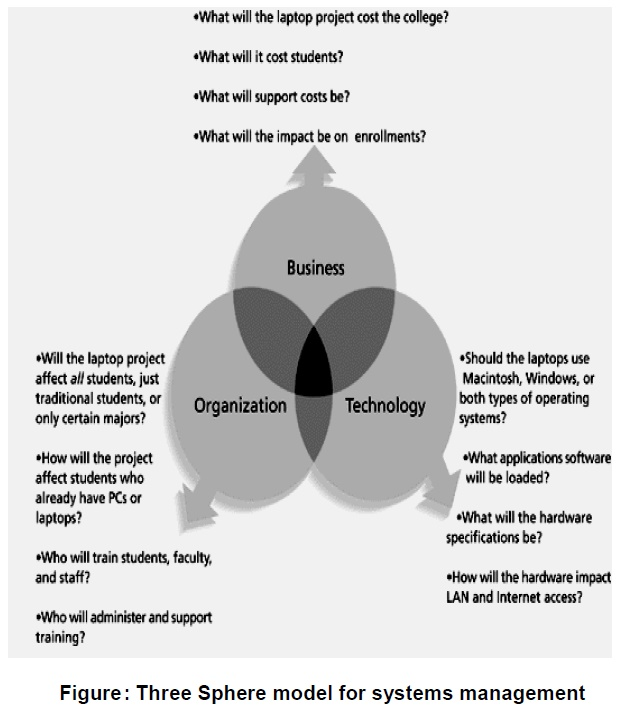 •What will the laptop project cost the college?
•What will it cost students?
•What will support costs be?
•What will the impact be on enrollments?
Business
Organization
Technology
•Will the laptop project
affect all students, just
traditional students, or
only certain majors?
•How will the project
affect students who
already have PCs or
laptops?
•Who will train students, faculty,
and staff?
•Who will administer and support
training?
•Should the laptops use
Macintosh, Windows, or
both types of operating
systems?
•What applications software
will be loaded?
•What will the hardware
specifications be?
•How will the hardware impact
LAN and Internet access?
Figure: Three Sphere model for systems management